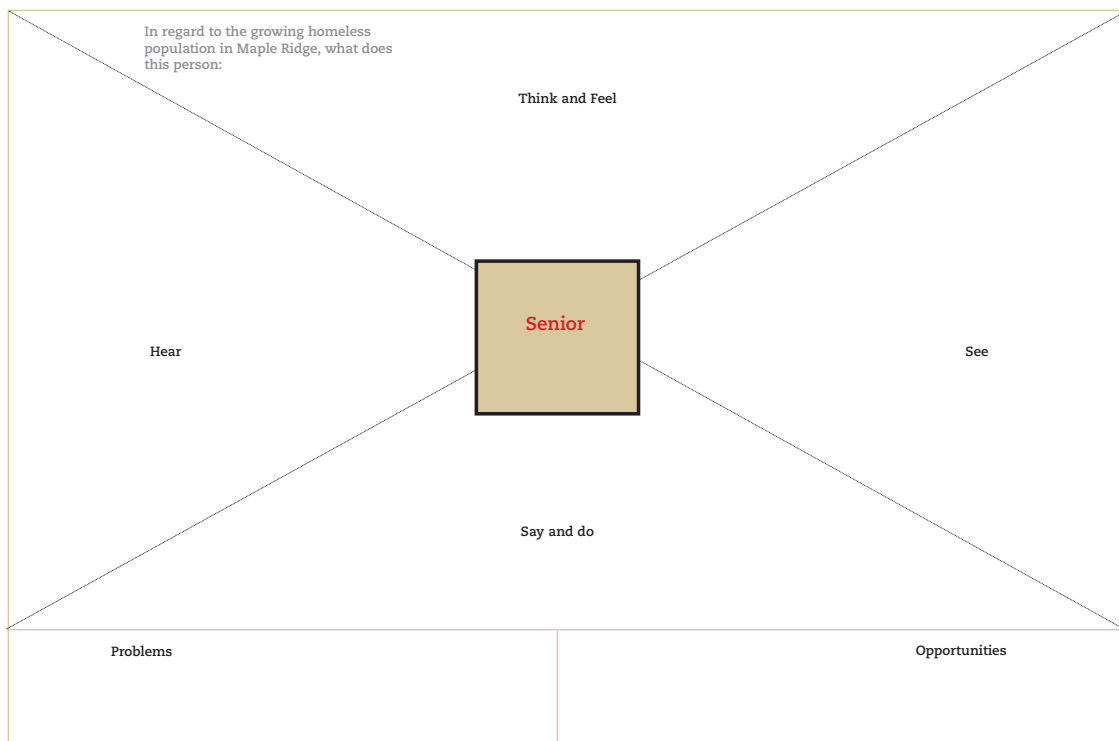 In regard to the growing homeless
population in Maple Ridge, what does
this person:
Think and Feel
Senior
Hear
See
Say and do
Problems
Opportunities